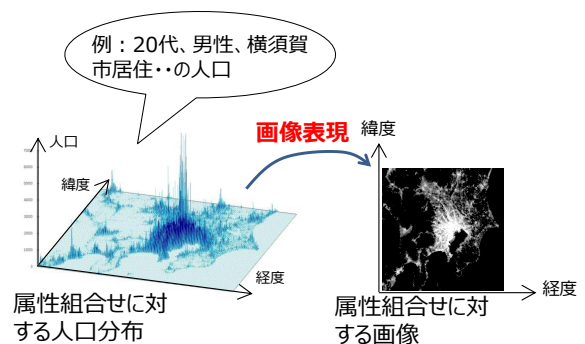 例：20代、男性、横須賀
市居住・・の人口
人口
緯度
経度
属性組合せに対
する人口分布
画像表現
緯度
経度
属性組合せに対
する画像